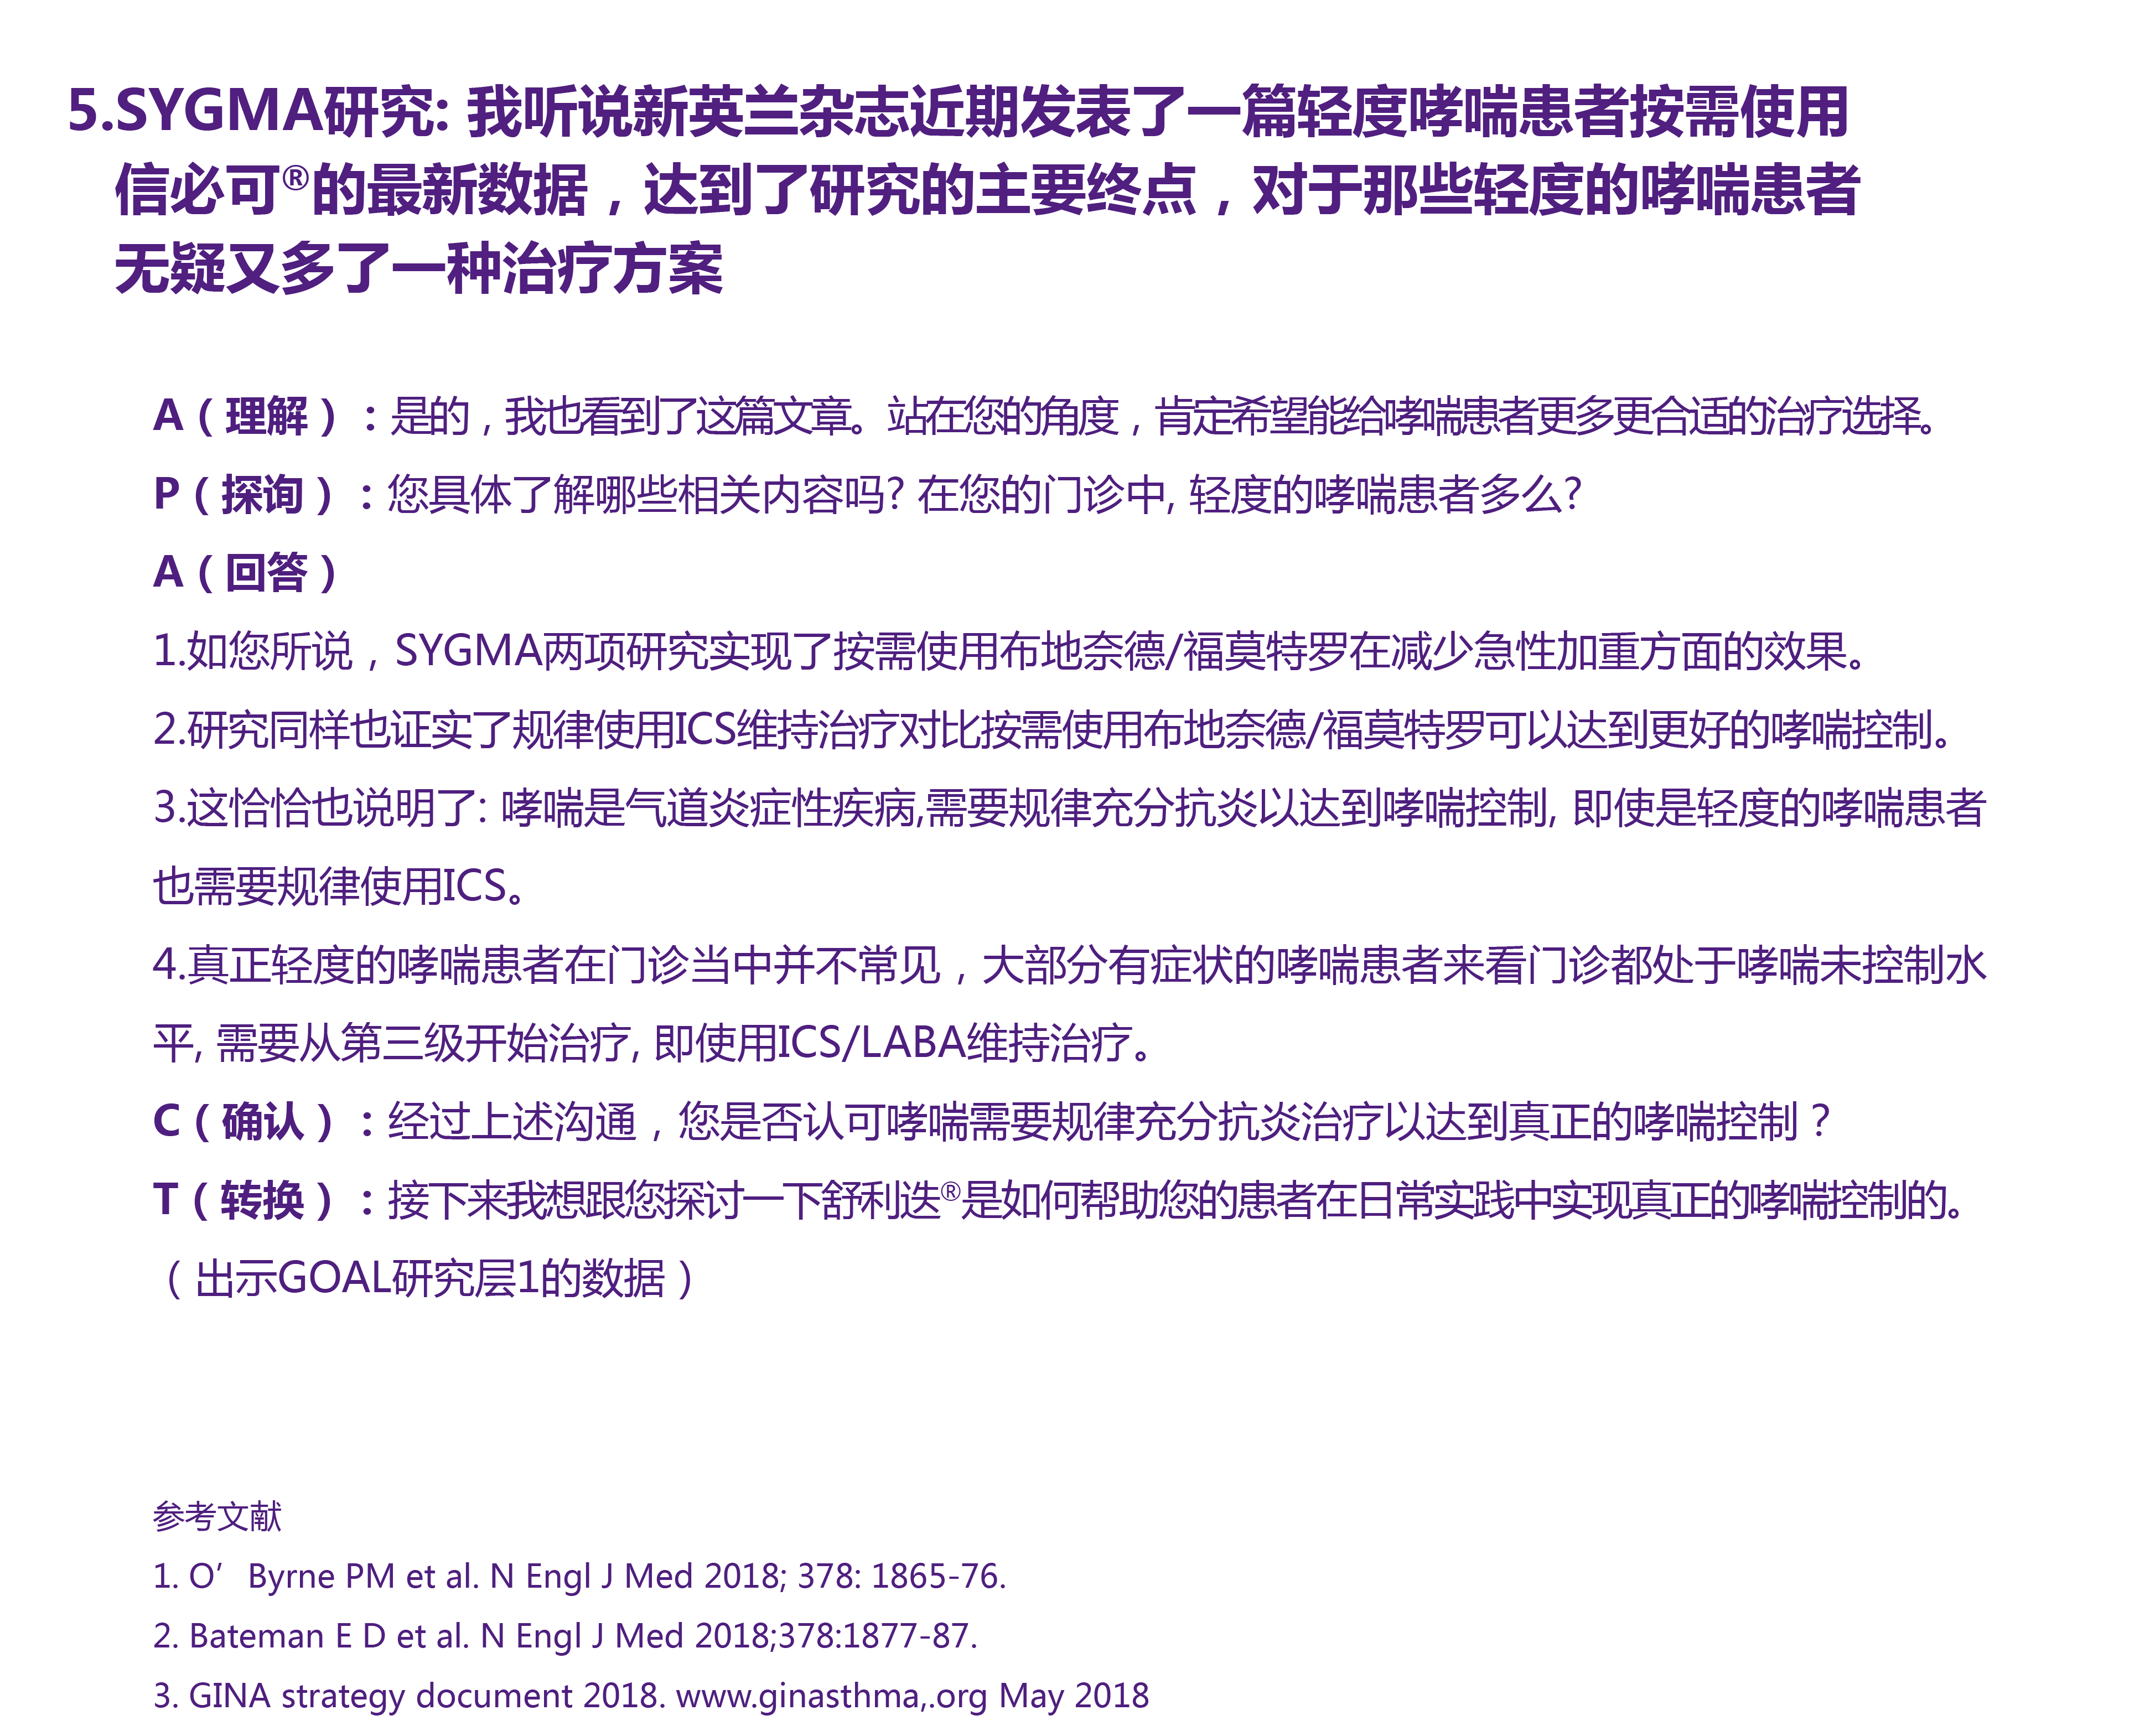 5.SYGMA研究: 我听说新英兰杂志近期发表了一篇轻度哮喘患者按需使用
信必可®的最新数据，达到了研究的主要终点，对于那些轻度的哮喘患者
无疑又多了一种治疗方案
A（理解）：是的，我也看到了这篇文章。站在您的角度，肯定希望能给哮喘患者更多更合适的治疗选择。
P（探询）：您具体了解哪些相关内容吗? 在您的门诊中, 轻度的哮喘患者多么?
A（回答）
1.如您所说，SYGMA两项研究实现了按需使用布地奈德/福莫特罗在减少急性加重方面的效果。
2.研究同样也证实了规律使用ICS维持治疗对比按需使用布地奈德/福莫特罗可以达到更好的哮喘控制。
3.这恰恰也说明了: 哮喘是气道炎症性疾病,需要规律充分抗炎以达到哮喘控制, 即使是轻度的哮喘患者
也需要规律使用ICS。
4.真正轻度的哮喘患者在门诊当中并不常见，大部分有症状的哮喘患者来看门诊都处于哮喘未控制水
平, 需要从第三级开始治疗, 即使用ICS/LABA维持治疗。
C（确认）：经过上述沟通，您是否认可哮喘需要规律充分抗炎治疗以达到真正的哮喘控制？
T（转换）：接下来我想跟您探讨一下舒利迭®是如何帮助您的患者在日常实践中实现真正的哮喘控制的。
（出示GOAL研究层1的数据）
参考文献
1. O′ Byrne PM et al. N Engl J Med 2018; 378: 1865-76.
2. Bateman E D et al. N Engl J Med 2018;378:1877-87.
3. GINA strategy document 2018. www.ginasthma,.org May 2018